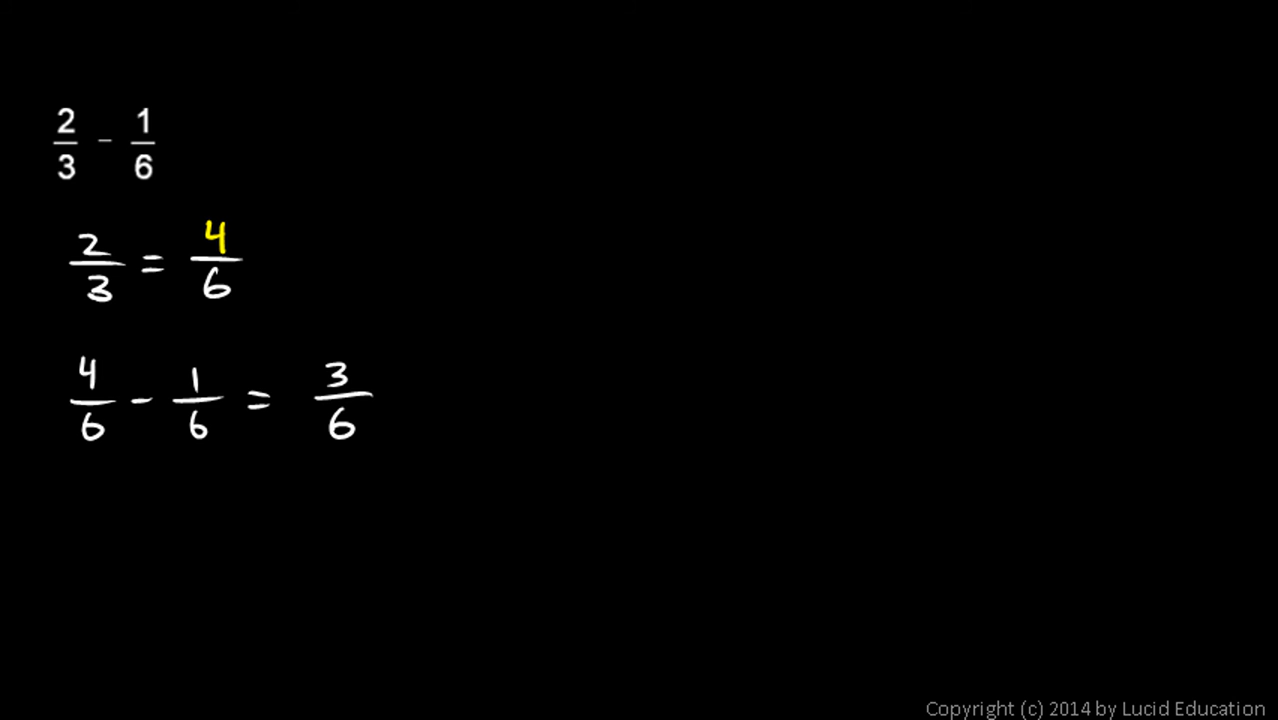 2/3 - 1/6
2/3 = 4/6
4/6 - 1/6 = 3/6
Copyright (c) 2014 by Lucid Education